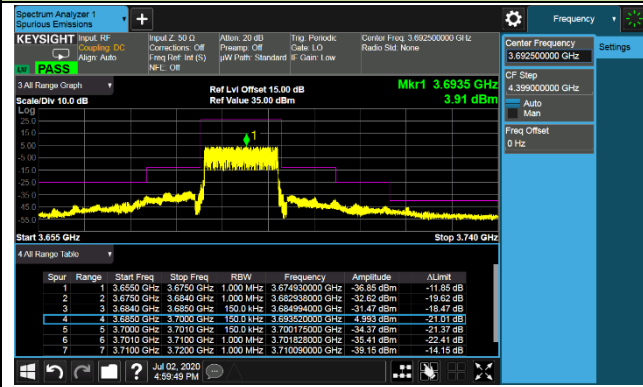 Spectrum Analyzer 1
Spurious Emissions
Frequency
KEYSIGHT Input: RF
Coupling: DC
Align: Auto
Input Z: 50 Ω
Corrections: Off
Freq Ref: Int (S)
NFE: Off
Atten: 20 dB
Preamp: Off
µW Path: Standard
Trig: Periodic
Gate: LO
IF Gain: Low
Center Freq: 3.692500000 GHz
Radio Std: None
PASS
Center Frequency
3.692500000 GHz
Settings
CF Step
4.399000000 GHz
Auto
Man
Freq Offset
0 Hz
3 All Range Graph
Scale/Div 10.0 dB
Ref Lvl Offset 15.00 dB
Ref Value 35.00 dBm
Mkr1 3.6935 GHz
3.91 dBm
Log
25.0
15.0
5.00
-5.00
-15.0
-25.0
-35.0
-45.0
-55.0
1
Start 3.655 GHz
Stop 3.740 GHz
4 All Range Table
Spur Range Start Freq Stop Freq RBW Frequency Amplitude ΔLimit
1 1 3.6550 GHz 3.6750 GHz 1.000 MHz 3.674930000 GHz -36.85 dBm -11.85 dB
2 2 3.6750 GHz 3.6840 GHz 1.000 MHz 3.682938000 GHz -32.62 dBm -19.62 dB
3 3 3.6840 GHz 3.6850 GHz 150.0 kHz 3.684994000 GHz -31.47 dBm -18.47 dB
4 4 3.6850 GHz 3.7000 GHz 150.0 kHz 3.693520000 GHz 4.993 dBm -21.01 dB
5 5 3.7000 GHz 3.7010 GHz 150.0 kHz 3.700175000 GHz -34.37 dBm -21.37 dB
6 6 3.7010 GHz 3.7100 GHz 1.000 MHz 3.701828000 GHz -35.41 dBm -22.41 dB
7 7 3.7100 GHz 3.7200 GHz 1.000 MHz 3.710090000 GHz -39.15 dBm -14.15 dB
Jul 02, 2020
4:59:49 PM